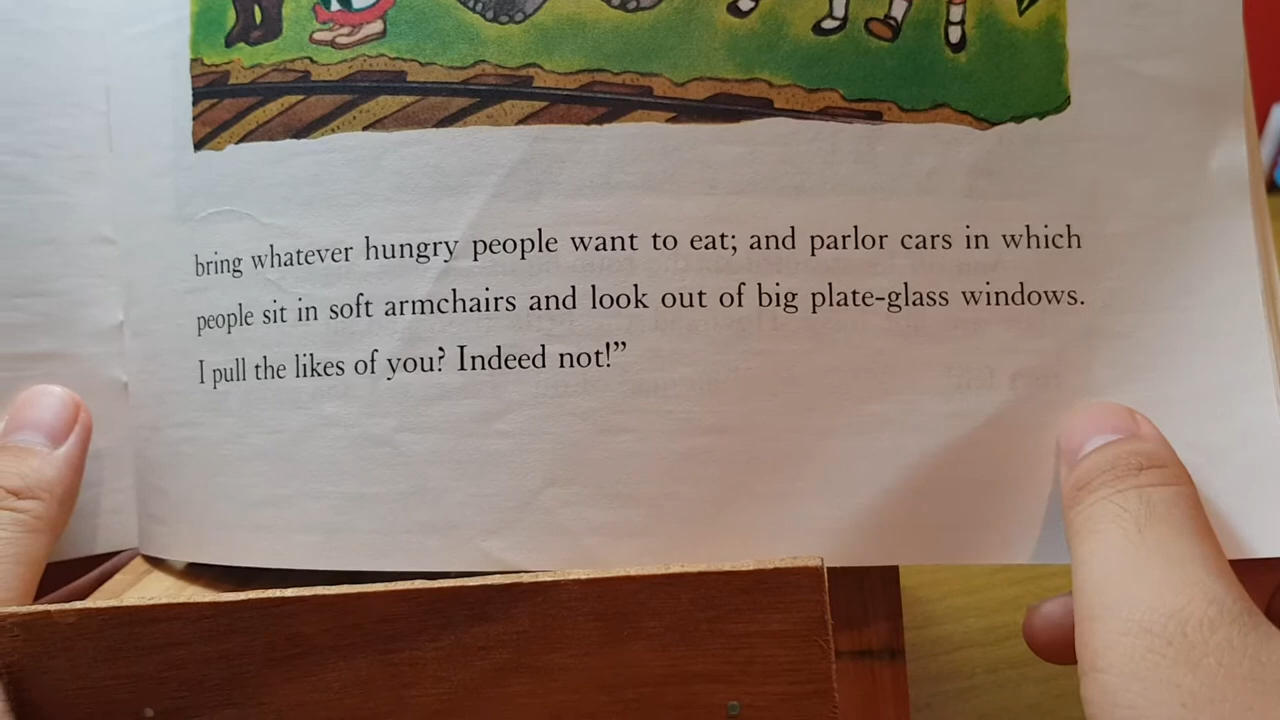 bring whatever hungry people want to eat; and parlor cars in which
people sit in soft armchairs and look out of big plate-glass windows.
I pull the likes of you? Indeed not!”